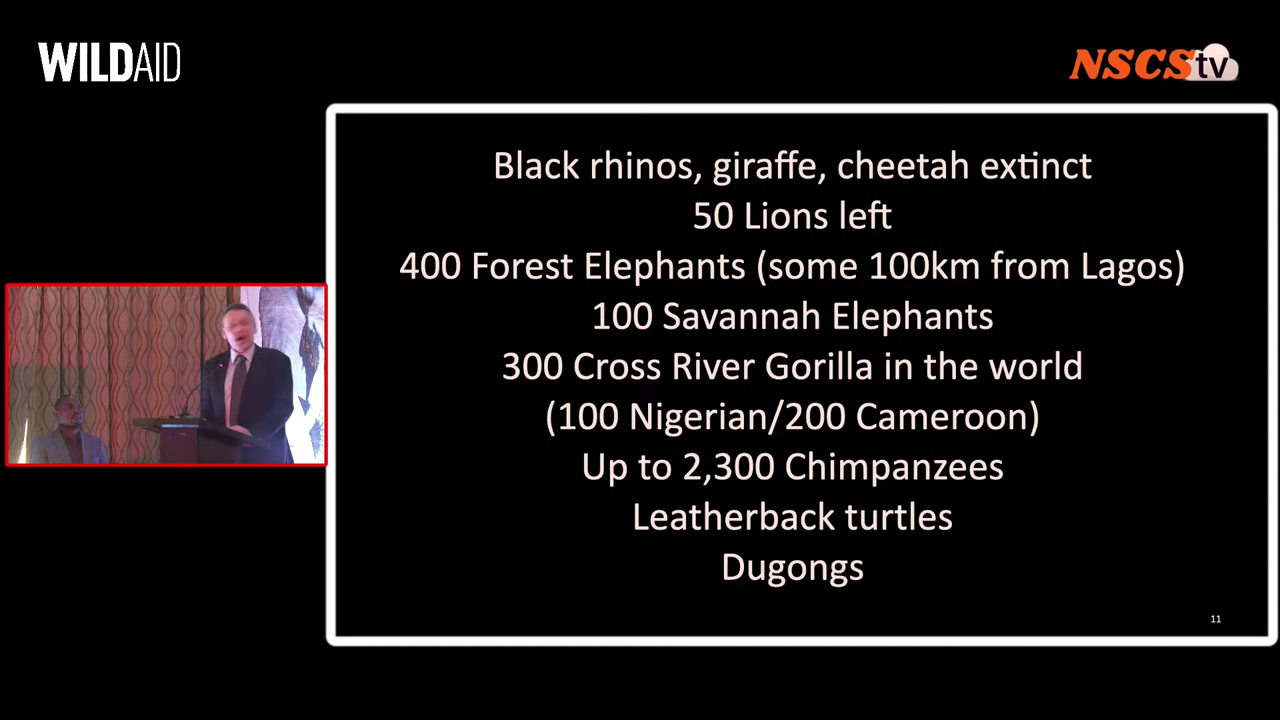 WILDAID
NSCS tv
Black rhinos, giraffe, cheetah extinct
50 Lions left
400 Forest Elephants (some 100km from Lagos)
100 Savannah Elephants
300 Cross River Gorilla in the world
(100 Nigerian/200 Cameroon)
Up to 2,300 Chimpanzees
Leatherback turtles
Dugongs
11